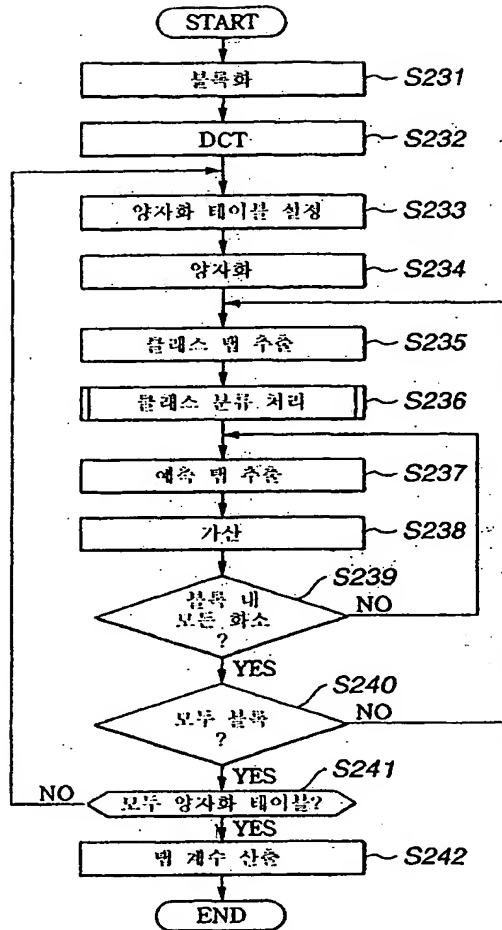 START
블록화
S231
DCT
S232
양자화 테이블 설정
S233
양자화
S234
클래스 탭 추출
S235
클래스 분류 처리
S236
예측 탭 추출
S237
가산
S238
S239
블록 내
모든 화소
?
NO
YES
S240
모두 블록
?
NO
YES
S241
모두 양자화 테이블?
NO
YES
탭 계수 산출
S242
END